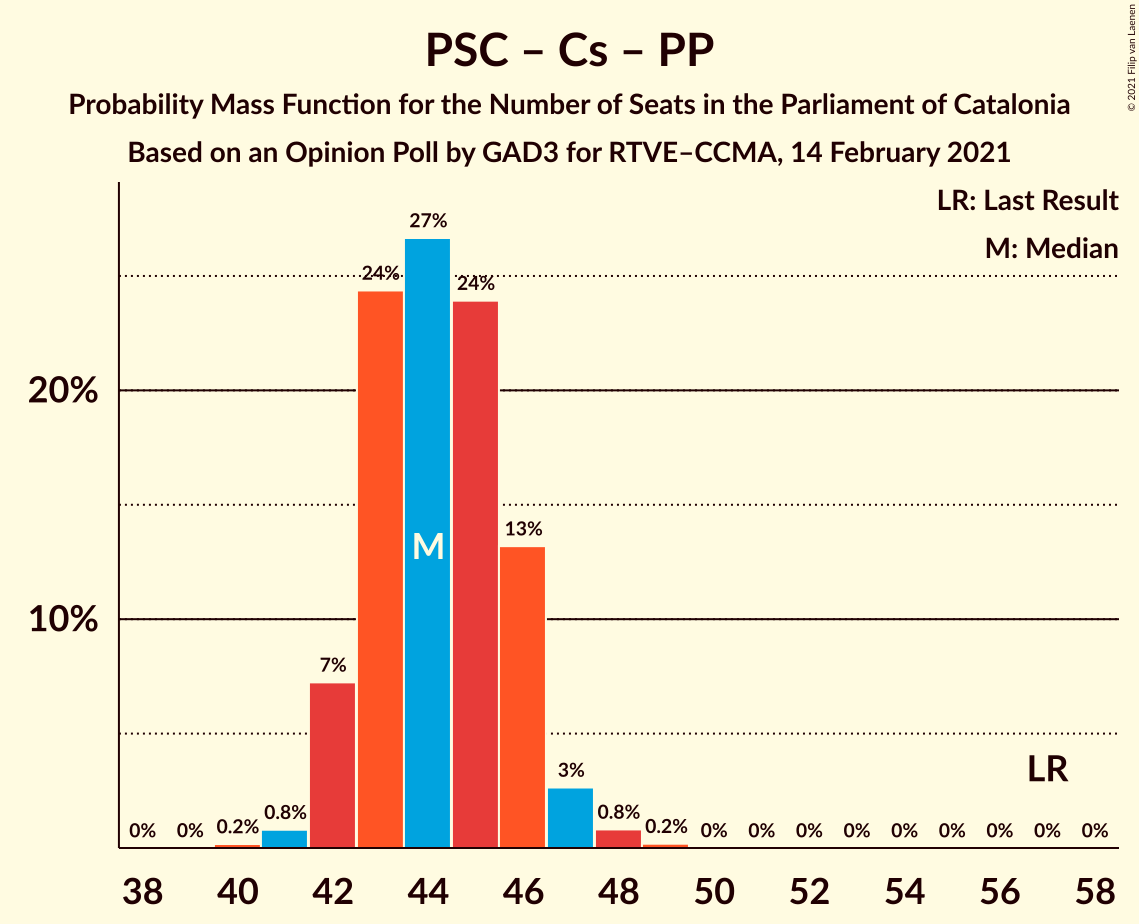 PSC – Cs – PP
Probability Mass Function for the Number of Seats in the Parliament of Catalonia
Based on an Opinion Poll by GAD3 for RTVE–CCMA, 14 February 2021
© 2021 Filip van Laenen
LR: Last Result
M: Median
27%
24%
24%
20%
13%
M
10%
7%
LR
3%
0% 0% 0.2% 0.8% 0.8% 0.2% 0% 0% 0% 0% 0% 0% 0% 0% 0%
38 40 42 44 46 48 50 52 54 56 58